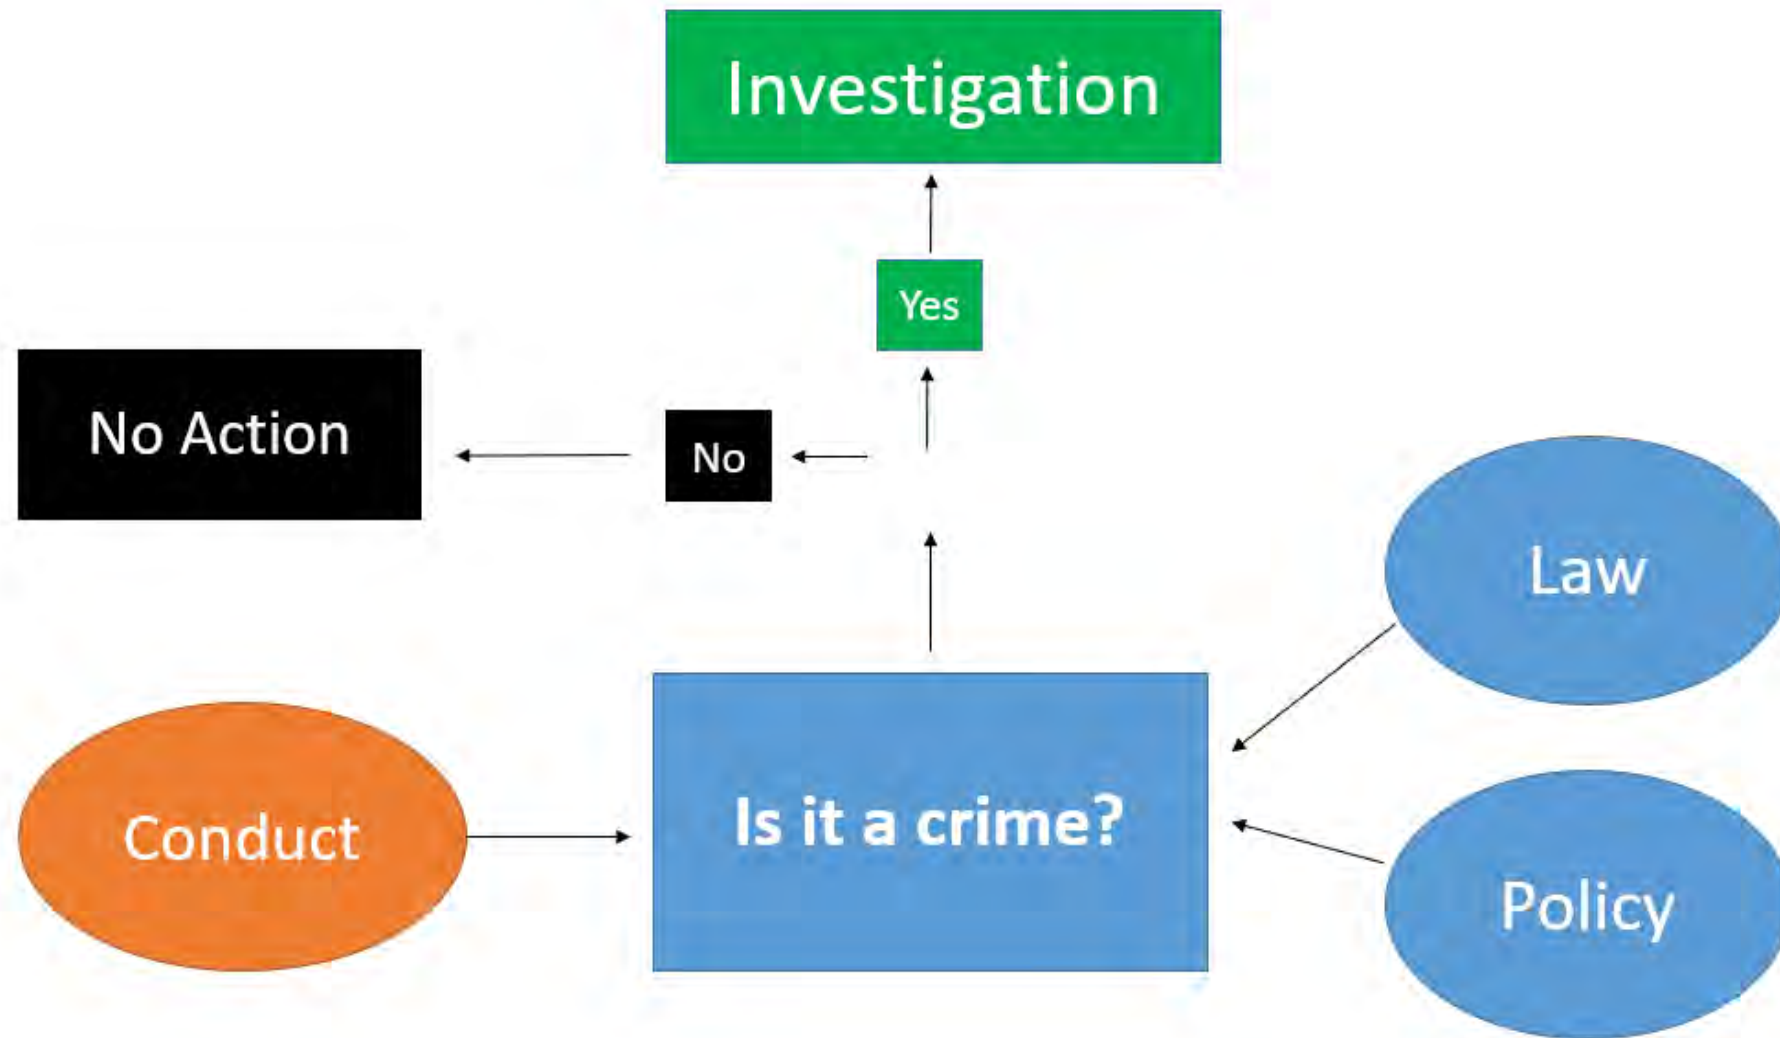 Investigation
Yes
No Action
No
Law
Conduct
Is it a crime?
Policy